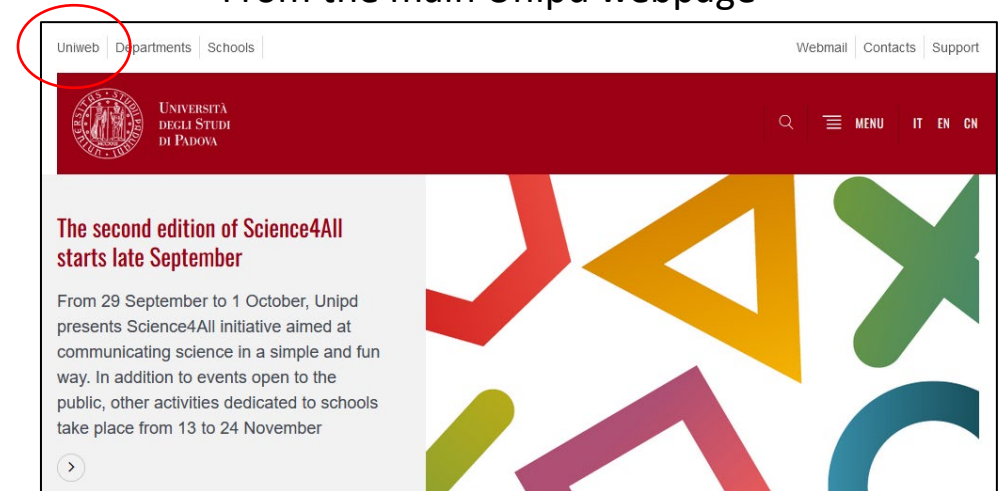 From the main Unipd webpage
Uniweb Departments Schools
Webmail Contacts Support
UNIVERSITÀ
DEGLI STUDI
DI PADOVA
MENU IT EN CN
The second edition of Science4All
starts late September
From 29 September to 1 October, Unipd
presents Science4All initiative aimed at
communicating science in a simple and fun
way. In addition to events open to the
public, other activities dedicated to schools
take place from 13 to 24 November